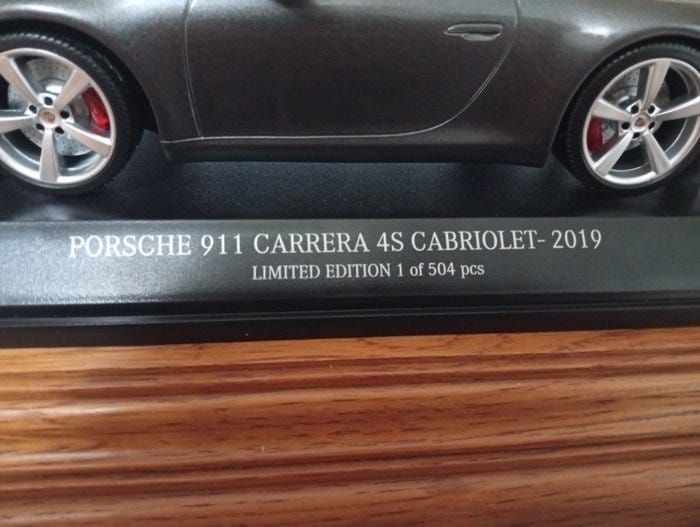 PORSCHE 911 CARRERA 4S CABRIOLET- 2019
LIMITED EDITION 1 of 504 pcs